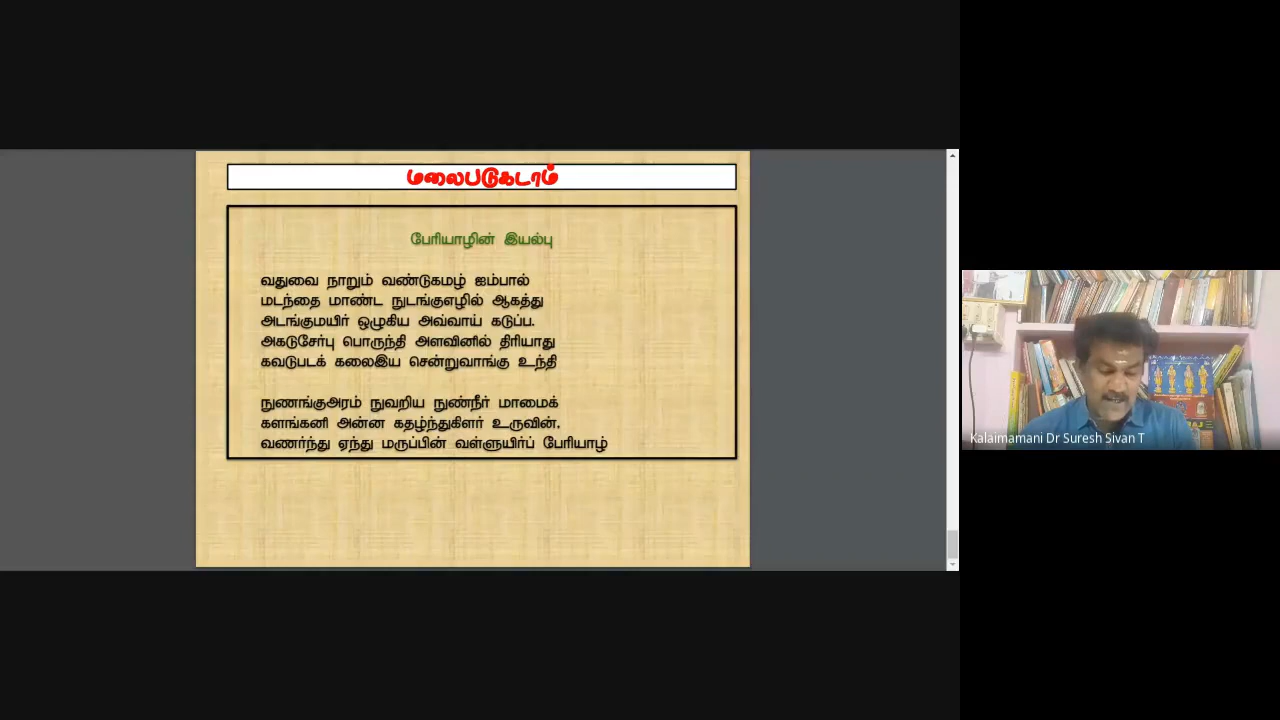 மலைபடுகடாம்
பேரியாழின் இயல்பு
வதுவை நாறும் வண்டுகமழ் ஐம்பால்
மடந்தை மாண்ட நுடங்குஎழில் ஆகத்து
அடங்குமயிர் ஒழுகிய அவ்வாய் கடுப்ப.
அகடுசேர்பு பொருந்தி அளவினில் திரியாது
கவடுபடக் கலைஇய சென்றுவாங்கு உந்தி
நுணங்குஅரம் நுவறிய நுண்நீர் மாமைக்
களங்கனி அன்ன கதழ்ந்துகிளர் உருவின்,
வணர்ந்து ஏந்து மருப்பின் வள்ளுயிர்ப் பேரியாழ்
Kalaimamani Dr Suresh Sivan T